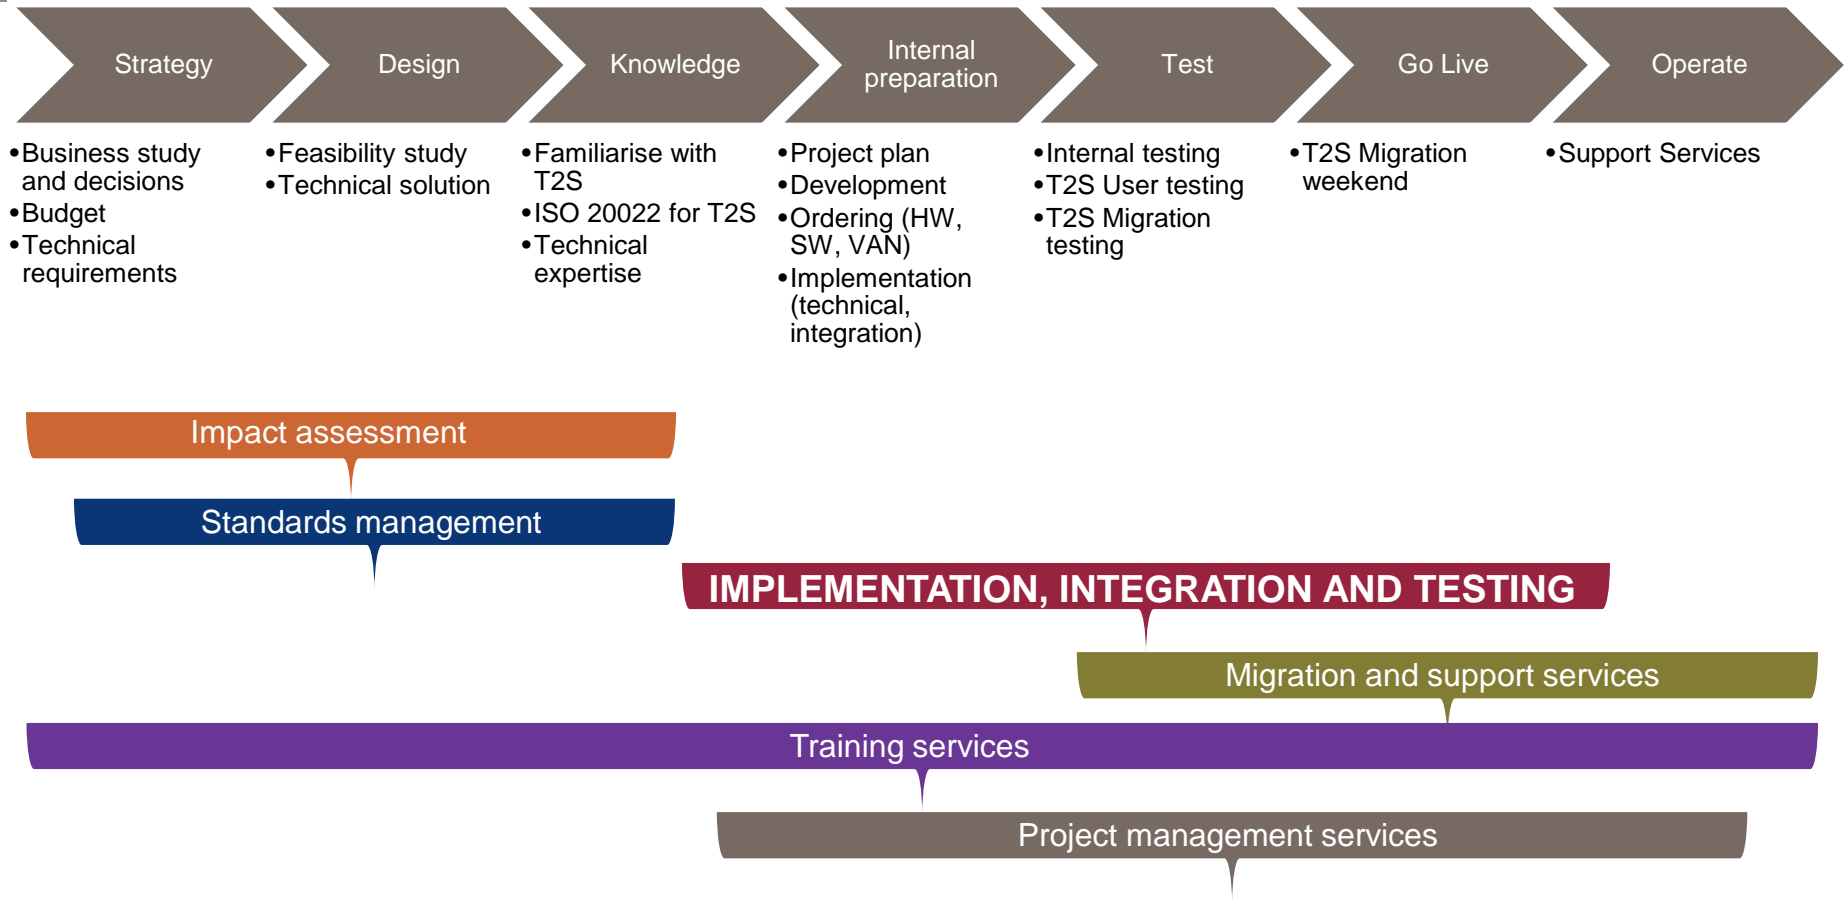 Strategy
Design
Knowledge
Internal
preparation
Test
Go Live
Operate
•Business study
and decisions
•Budget
•Technical
requirements
•Feasibility study
•Technical solution
•Familiarise with
T2S
•ISO 20022 for T2S
•Technical
expertise
•Project plan
•Development
•Ordering (HW,
SW, VAN)
•Implementation
(technical,
integration)
•Internal testing
•T2S User testing
•T2S Migration
testing
•T2S Migration
weekend
•Support Services
Impact assessment
Standards management
IMPLEMENTATION, INTEGRATION AND TESTING
Migration and support services
Training services
Project management services